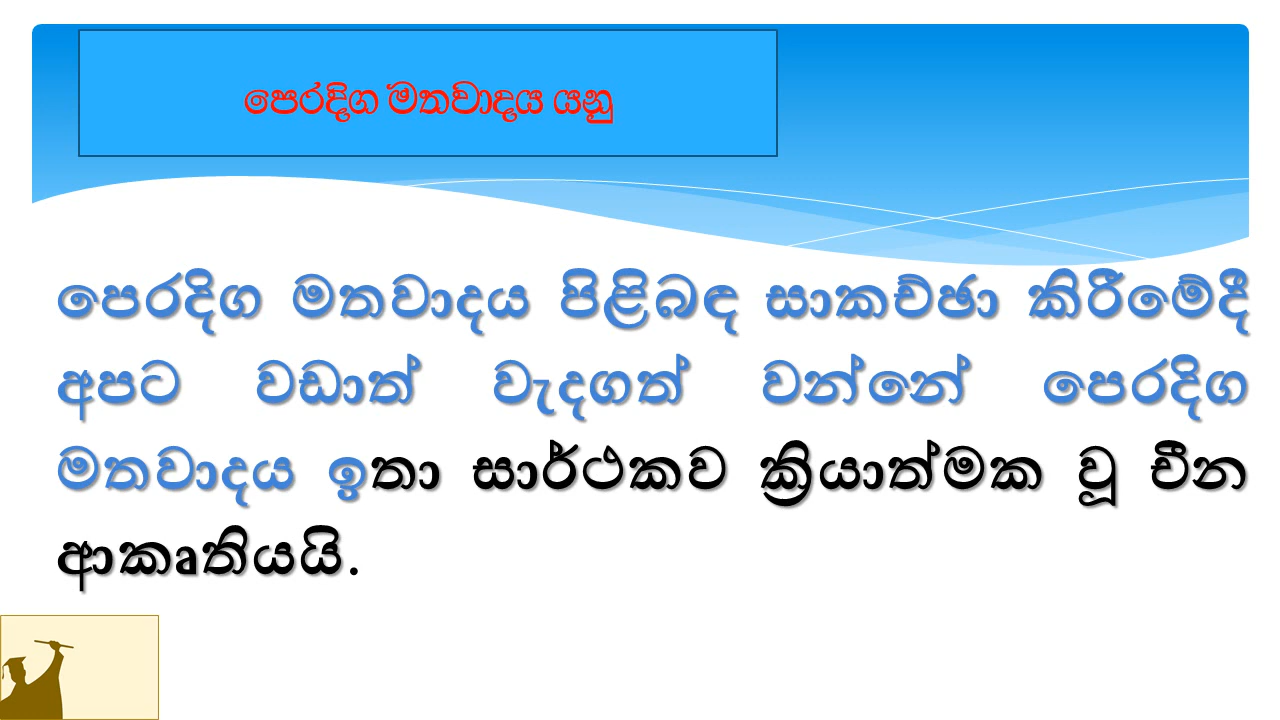 පෙරදිග මතවාදය යනු
පෙරදිග මතවාදය පිළිබඳ සාකච්ඡා කිරීමේදී
අපට වඩාත් වැදගත් වන්නේ පෙරදිග
මතවාදය ඉතා සාර්ථකව ක්‍රියාත්මක වූ චීන
ආකෘතියයි.